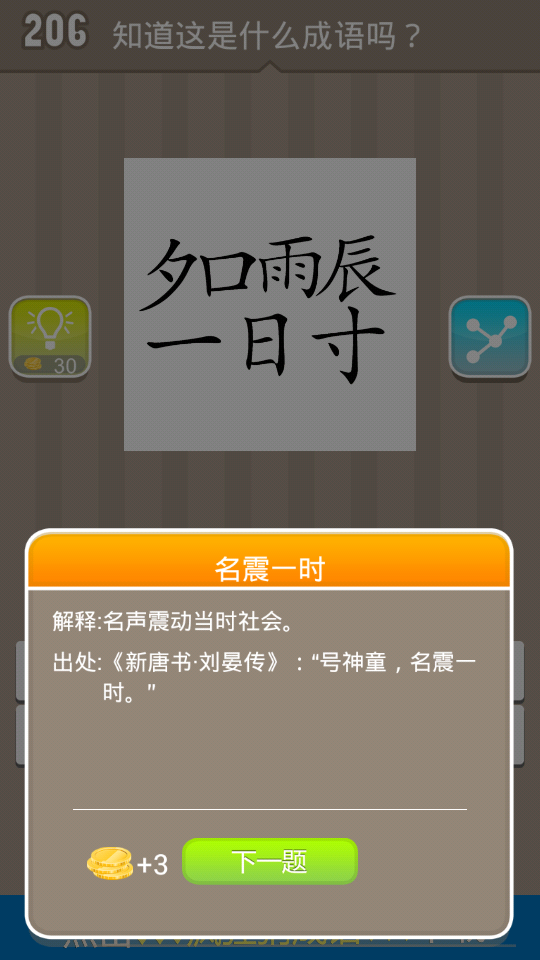 206 知道这是什么成语吗？
夕口雨辰
一日寸
30
名震一时
解释:名声震动当时社会。
出处:《新唐书·刘晏传》：“号神童，名震一
时。”
+3 下一题